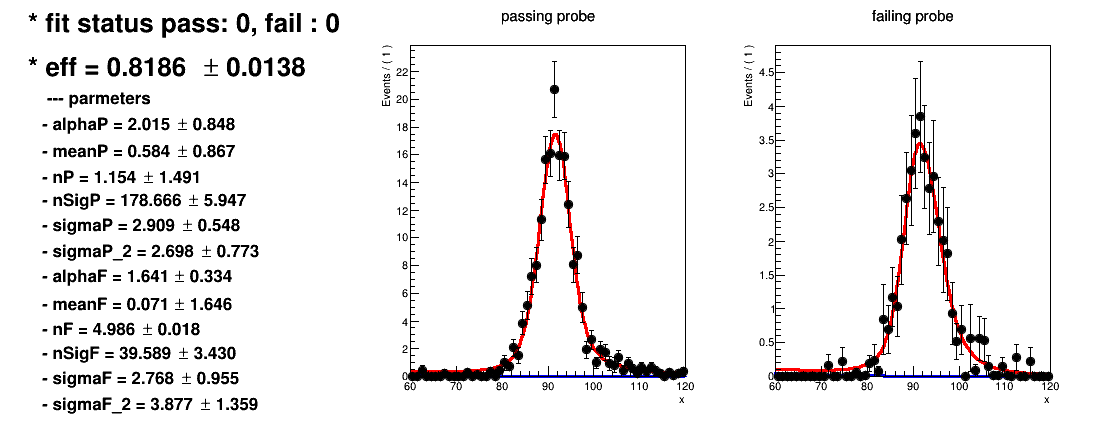 * fit status pass: 0, fail : 0
* eff = 0.8186 ± 0.0138
--- parmeters
- alphaP = 2.015 ± 0.848
- meanP = 0.584 ± 0.867
- nP = 1.154 ± 1.491
- nSigP = 178.666 ± 5.947
- sigmaP = 2.909 ± 0.548
- sigmaP_2 = 2.698 ± 0.773
- alphaF = 1.641 ± 0.334
- meanF = 0.071 ± 1.646
- nF = 4.986 ± 0.018
- nSigF = 39.589 ± 3.430
- sigmaF = 2.768 ± 0.955
- sigmaF_2 = 3.877 ± 1.359
passing probe
Events / ( 1 )
22
20
18
16
14
12
10
8
6
4
2
0
60 70 80 90 100 110 120
x
failing probe
Events / ( 1 )
4.5
4
3.5
3
2.5
2
1.5
1
0.5
0
60 70 80 90 100 110 120
x